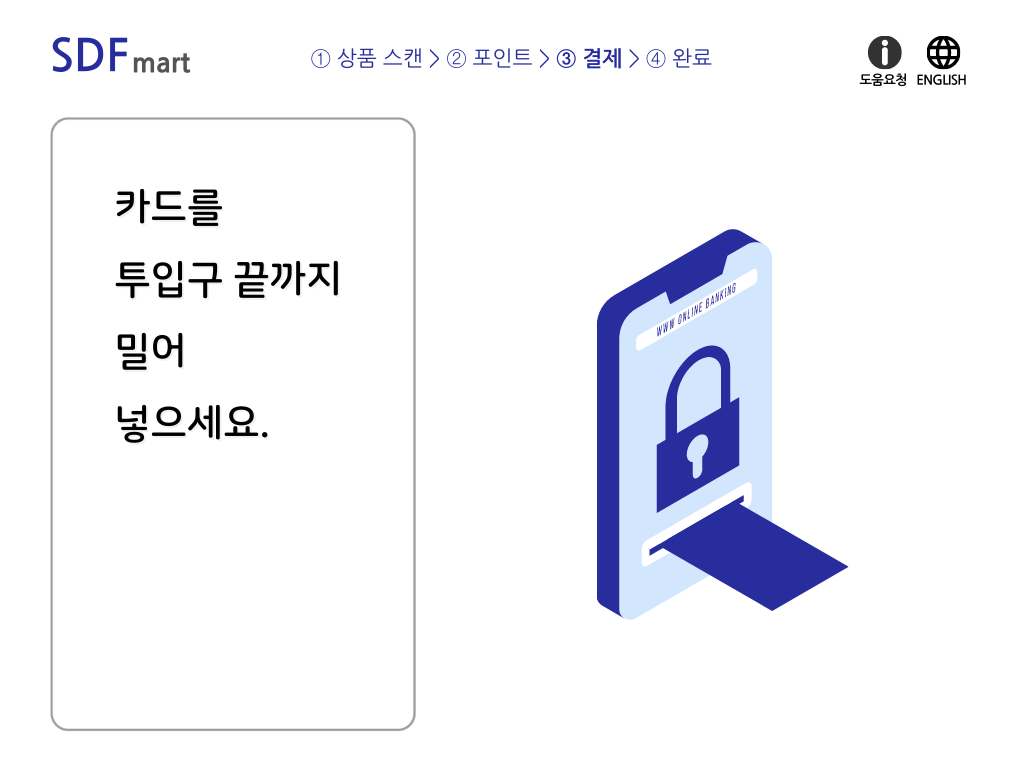 SDF mart
① 상품 스캔 > ② 포인트 > ③ 결제 > ④ 완료
도움요청
ENGLISH
카드를
투입구 끝까지
밀어
넣으세요.
WWW ONLINE BANKING